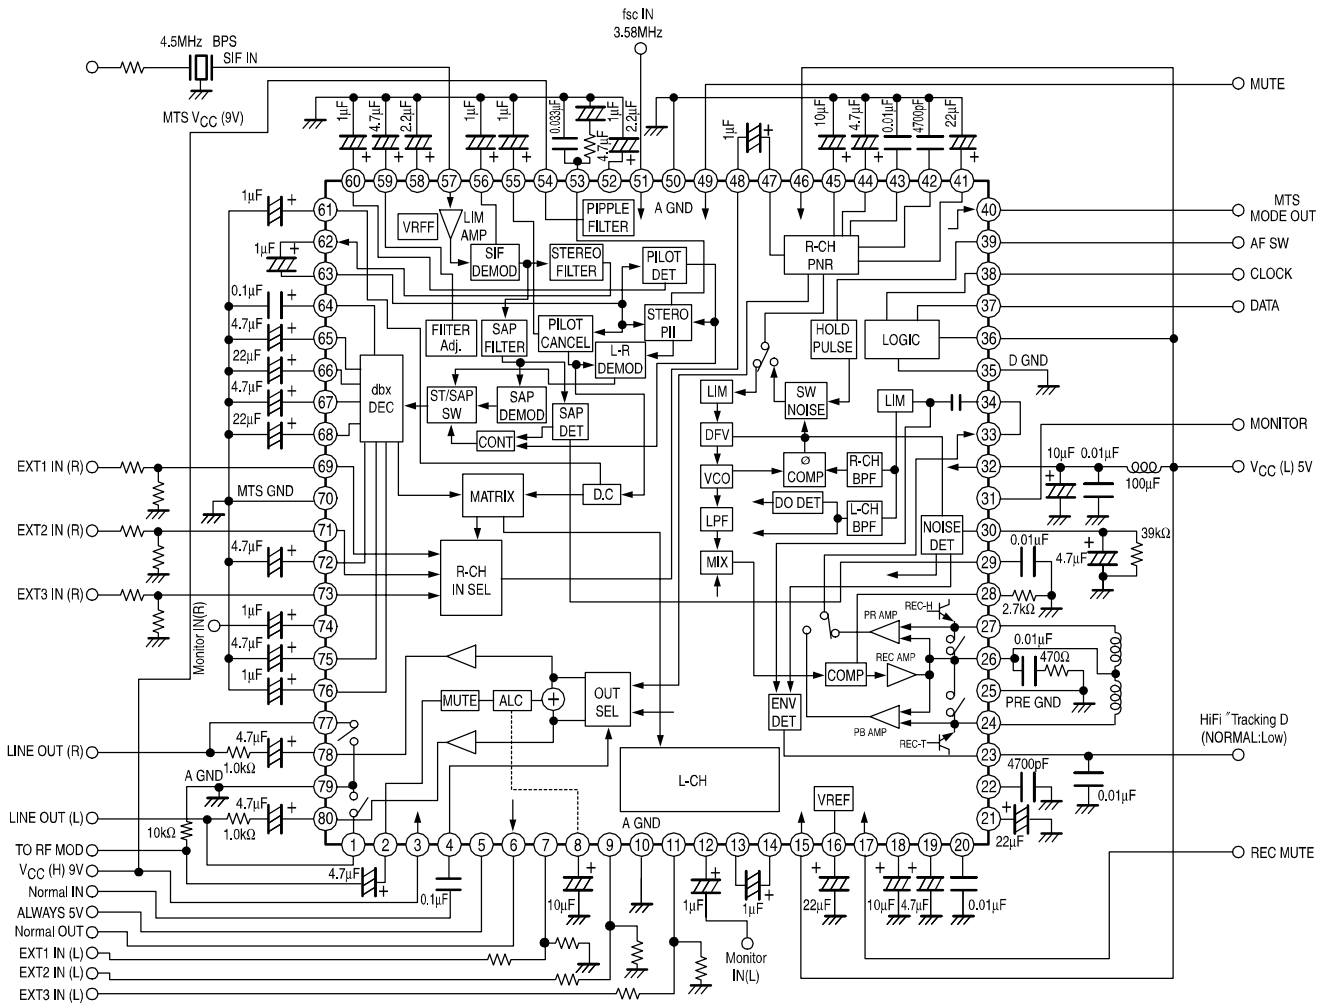 fsc IN
3.58MHz
4.5MHz BPS
SIF IN
MUTE
MTS VCC (9V)
1µF
4.7µF
2.2µF
1µF
1µF
0.033µF
4.7µF
1µF
2.2µF
1µF
10µF
4.7µF
0.01µF
4700pF
22µF
60 59 58 57 56 55 54 53 52 51 50 49 48 47 46 45 44 43 42 41
A GND
VRFF
LIM
AMP
PIPPLE
FILTER
SIF
DEMOD
STEREO
FILTER
PILOT
DET
R-CH
PNR
1µF
61
1µF
62
63
0.1µF
64
4.7µF
65
22µF
66
4.7µF
67
22µF
68
40
MTS
MODE OUT
39
AF SW
38
CLOCK
37
DATA
36
35
D GND
34
33
MONITOR
32
VCC (L) 5V
31
10µF
0.01µF
100µF
FILTER
Adj.
SAP
FILTER
PILOT
CANCEL
STERO
PII
L-R
DEMOD
HOLD
PULSE
LOGIC
dbx
DEC
ST/SAP
SW
SAP
DEMOD
SAP
DET
CONT
LIM
SW
NOISE
LIM
DFV
Ø
COMP
R-CH
BPF
VCO
DO DET
L-CH
BPF
LPF
MIX
NOISE
DET
MATRIX
D.C
R-CH
IN SEL
EXT1 IN (R)
69
MTS GND
70
EXT2 IN (R)
71
4.7µF
72
EXT3 IN (R)
73
Monitor IN(R)
1µF
74
4.7µF
75
1µF
76
77
LINE OUT (R)
4.7µF
1.0kΩ
78
A GND
79
LINE OUT (L)
4.7µF
1.0kΩ
80
10kΩ
30
39kΩ
29
0.01µF
4.7µF
28
2.7kΩ
27
0.01µF
470Ω
26
25
PRE GND
24
HiFi "Tracking D
(NORMAL:Low)
23
4700pF
22
0.01µF
21
22µF
REC-H
PR AMP
REC AMP
COMP
PB AMP
REC-T
ENV
DET
MUTE
ALC
+
OUT
SEL
L-CH
VREF
A GND
1 2 3 4 5 6 7 8 9 10 11 12 13 14 15 16 17 18 19 20
TO RF MOD
VCC (H) 9V
Normal IN
ALWAYS 5V
Normal OUT
EXT1 IN (L)
EXT2 IN (L)
EXT3 IN (L)
4.7µF
0.1µF
10µF
1µF
1µF
22µF
10µF
4.7µF
0.01µF
Monitor
IN(L)
REC MUTE